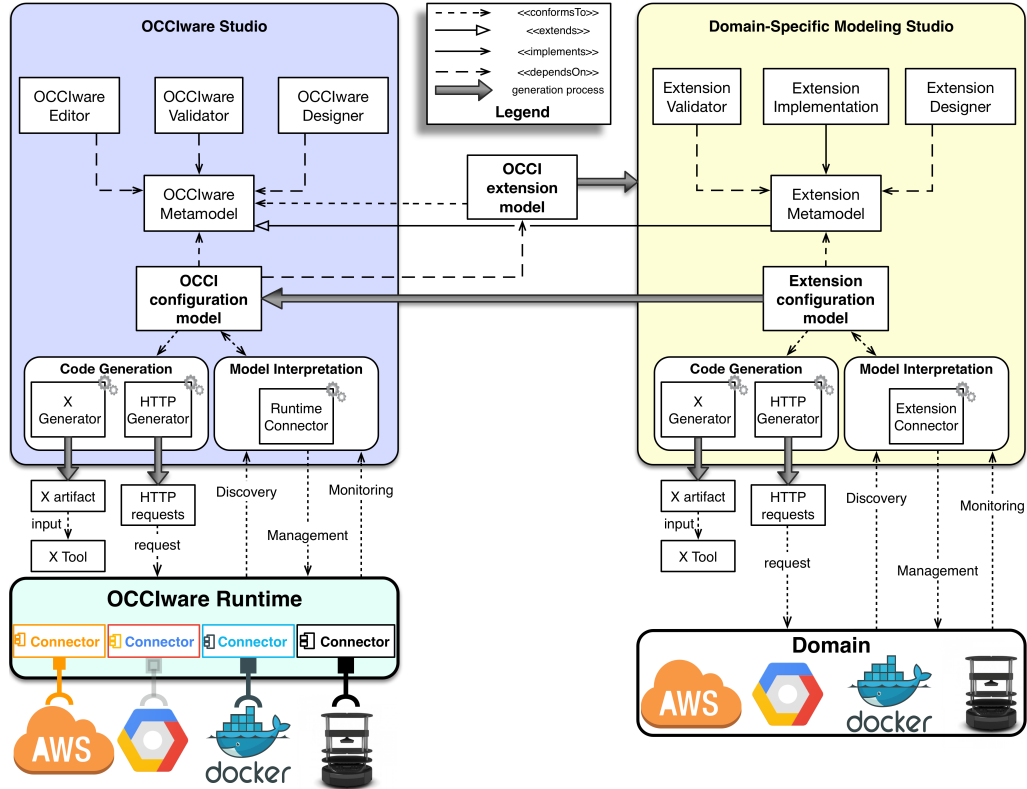 OCCIware Studio
OCCIware
Editor
OCCIware
Validator
OCCIware
Designer
OCCIware
Metamodel
OCCI
configuration
model
Code Generation
X
Generator
HTTP
Generator
Model Interpretation
Runtime
Connector
X artifact
input
X Tool
HTTP
requests
request
Discovery
Management
Monitoring
OCCIware Runtime
Connector
Connector
Connector
Connector
AWS
docker
<<conformsTo>>
<<extends>>
<<implements>>
<<dependsOn>>
generation process
Legend
OCCI
extension
model
Domain-Specific Modeling Studio
Extension
Validator
Extension
Implementation
Extension
Designer
Extension
Metamodel
Extension
configuration
model
Code Generation
X
Generator
HTTP
Generator
Model Interpretation
Extension
Connector
X artifact
input
X Tool
HTTP
requests
request
Discovery
Management
Monitoring
Domain
AWS
docker